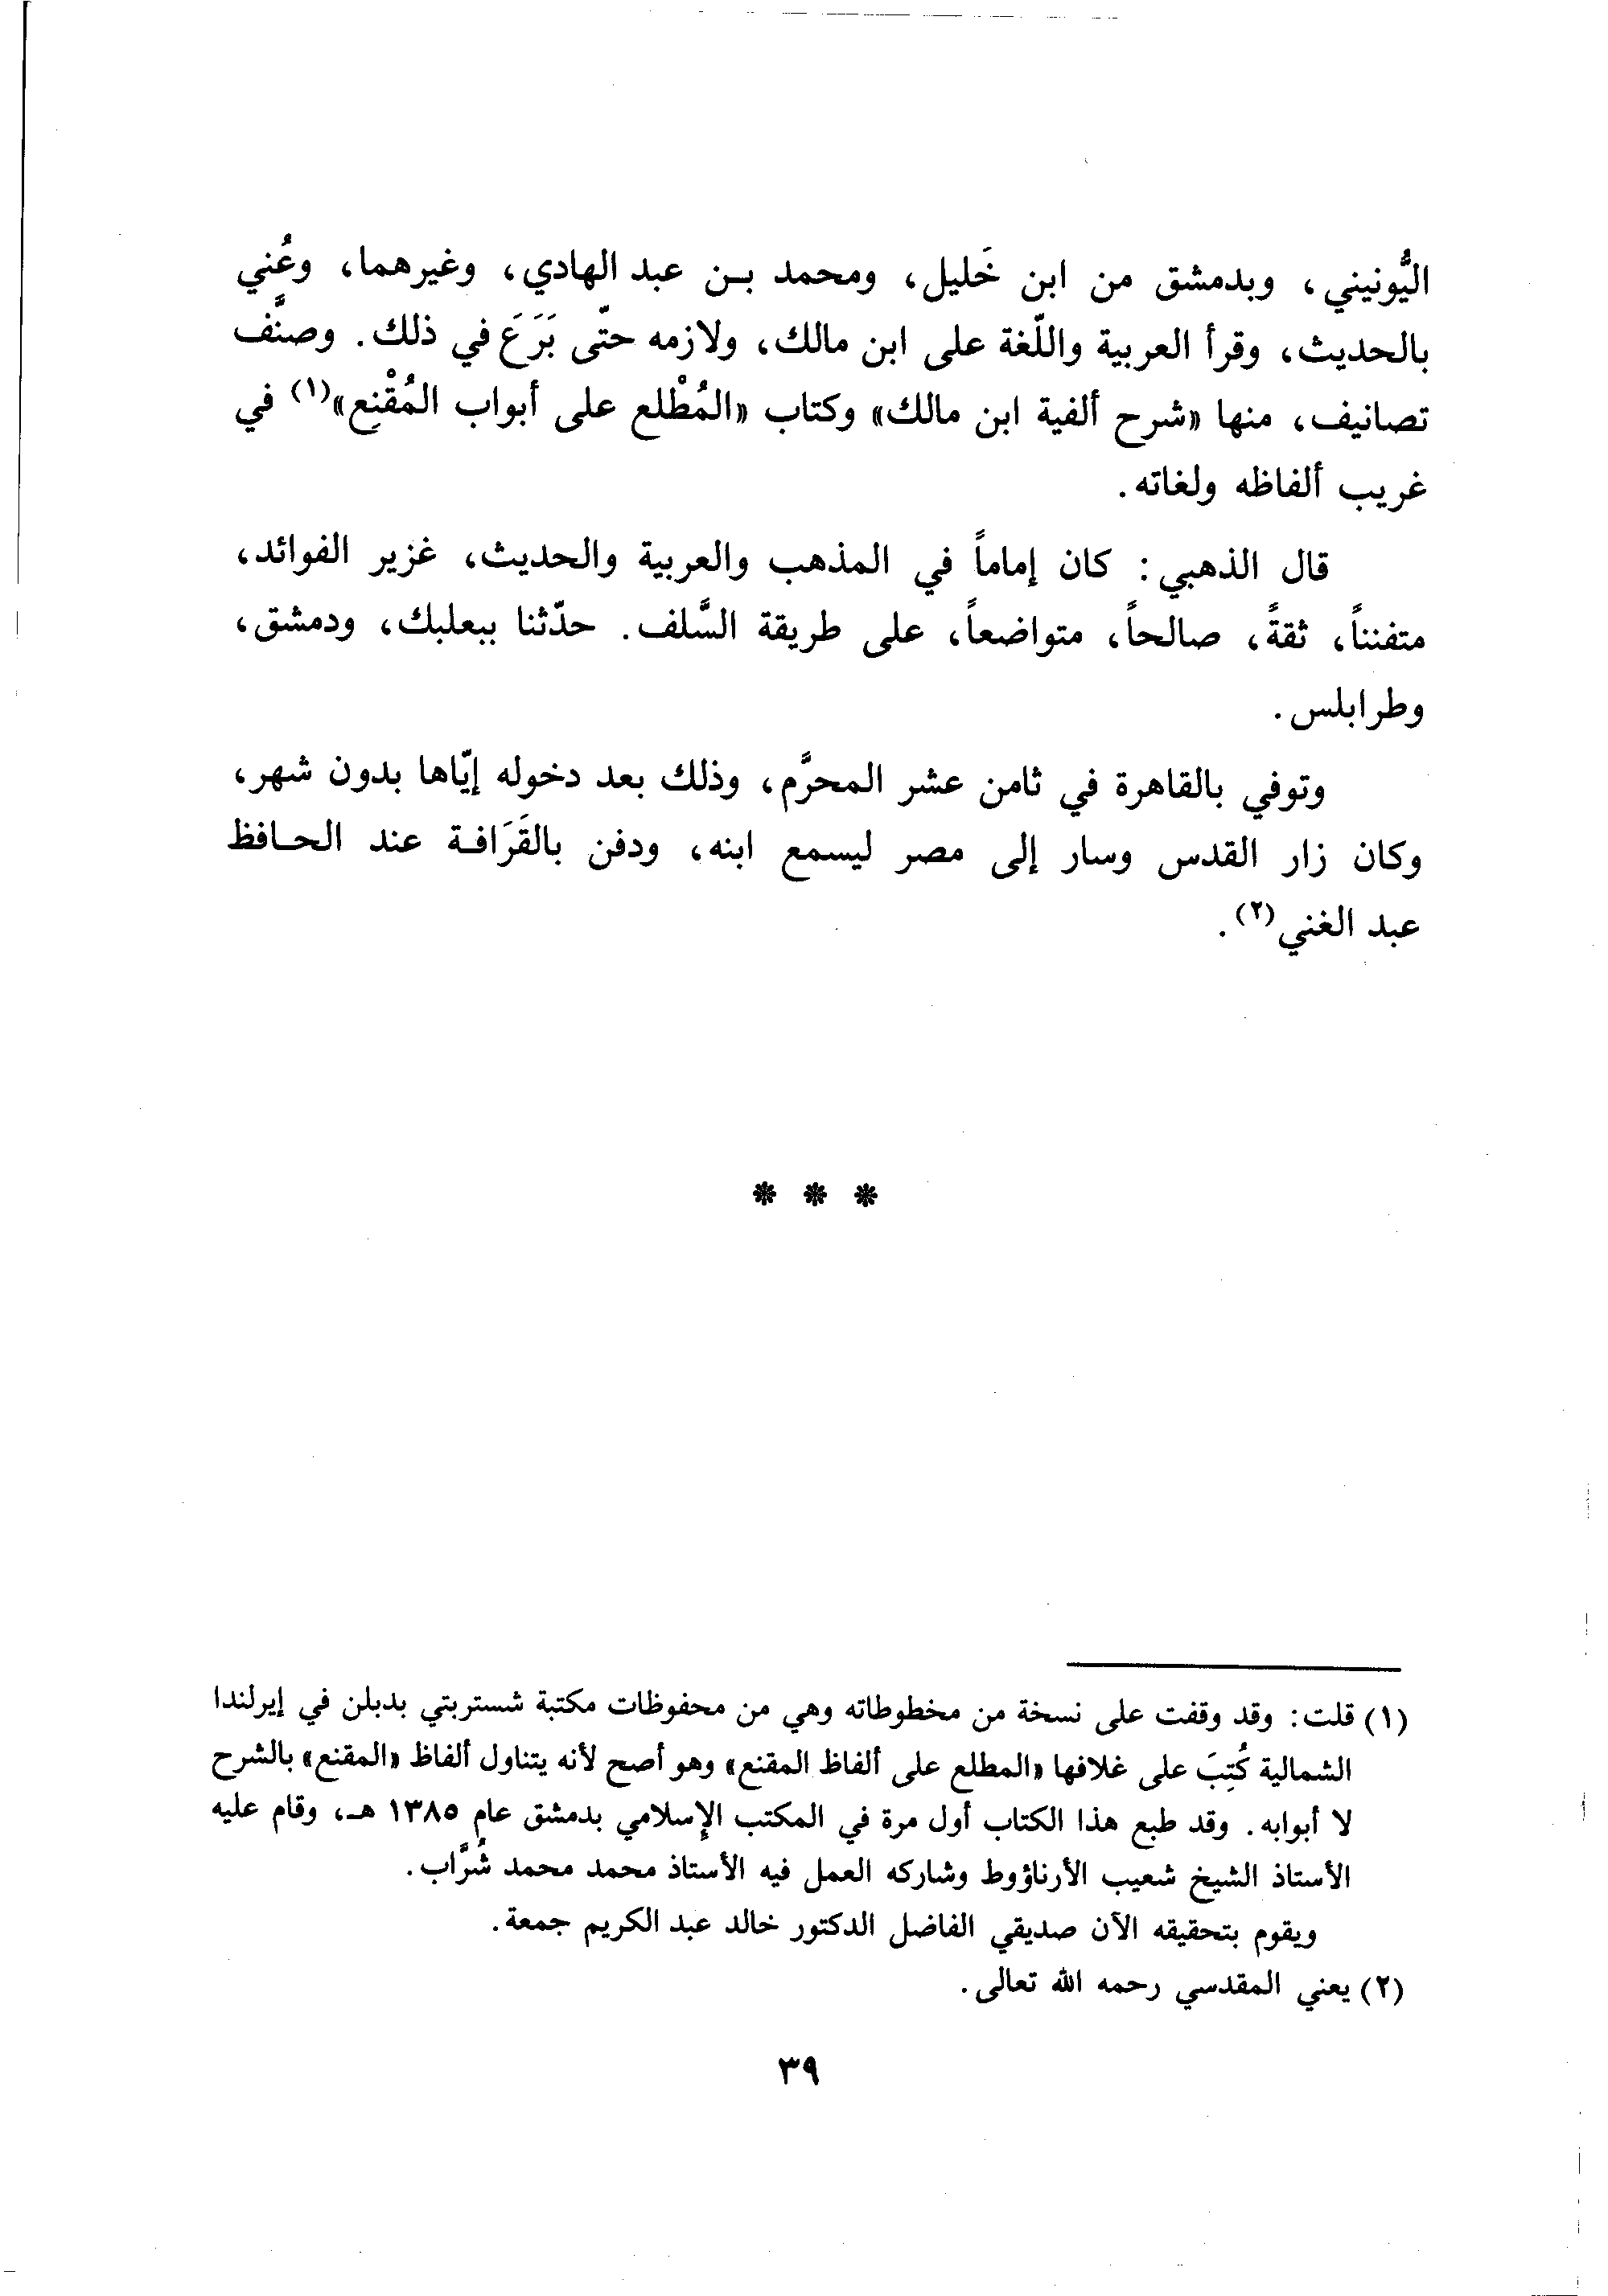 اليُّونيني، وبدمشق من ابن خَليل، ومحمد بـن عبد الهادي، وغيرهما، وعُني
بالحديث، وقرأ العربية واللّغة على ابن مالك، ولازمه حتّى بَرَعَ في ذلك. وصنَّف
تصانيف، منها «شرح ألفية ابن مالك» وكتاب «المُطْلع على أبواب المُقْنِع»(١) في
غريب ألفاظه ولغاته.
قال الذهبي: كان إماماً في المذهب والعربية والحديث، غزير الفوائد،
متفنناً، ثقةً، صالحاً، متواضعاً، على طريقة السَّلف. حدّثنا ببعلبك، ودمشق،
وطرابلس.
وتوفي بالقاهرة في ثامن عشر المحرَّم، وذلك بعد دخوله إيّاها بدون شهر،
وكان زار القدس وسار إلى مصر ليسمع ابنه، ودفن بالقَرَافـة عند الحـافظ
عبد الغني(٢).
* * *
(١) قلت: وقد وقفت على نسخة من مخطوطاته وهي من محفوظات مكتبة شستربتي بدبلن في إيرلندا
الشمالية كُتِبَ على غلافها «المطلع على ألفاظ المقنع» وهو أصح لأنه يتناول ألفاظ «المقنع» بالشرح
لا أبوابه. وقد طبع هذا الكتاب أول مرة في المكتب الإسلامي بدمشق عام ١٣٨٥ هـ، وقام عليه
الأستاذ الشيخ شعيب الأرناؤوط وشاركه العمل فيه الأستاذ محمد محمد شُرَّاب.
ويقوم بتحقيقه الآن صديقي الفاضل الدكتور خالد عبد الكريم جمعة.
(٢) يعني المقدسي رحمه الله تعالى.
٣٩